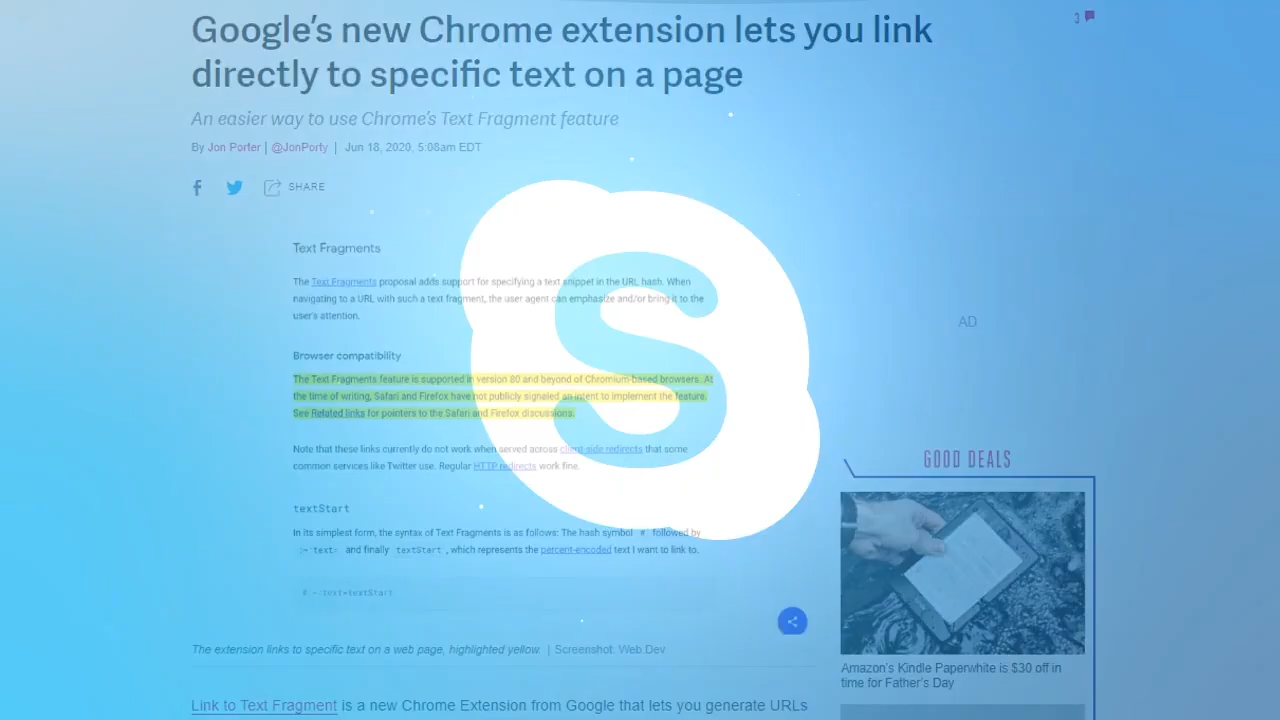 Google's new Chrome extension lets you link
directly to specific text on a page
3
An easier way to use Chrome's Text Fragment feature
By Jon Porter | @JonPorty | Jun 18, 2020, 5:08am EDT
SHARE
Text Fragments
The Text Fragments proposal adds support for specifying a text snippet in the URL hash. When
navigating to a URL with such a text fragment, the user agent can emphasize and/or bring it to the
user's attention.
AD
Browser compatibility
The Text Fragments feature is supported in version 80 and beyond of Chromium-based browsers. At
the time of writing, Safari and Firefox have not publicly signaled an intent to implement the feature.
See Related links for pointers to the Safari and Firefox discussions.
Note that these links currently do not work when served across client-side redirects that some
common services like Twitter use. Regular HTTP redirects work fine.
GOOD DEALS
textStart
In its simplest form, the syntax of Text Fragments is as follows: The hash symbol # followed by
:~:text= and finally textStart, which represents the percent-encoded text I want to link to.
#:~:text=textStart
S
The extension links to specific text on a web page, highlighted yellow. | Screenshot: Web.Dev
Amazon's Kindle Paperwhite is $30 off in
time for Father's Day
Link to Text Fragment is a new Chrome Extension from Google that lets you generate URLs